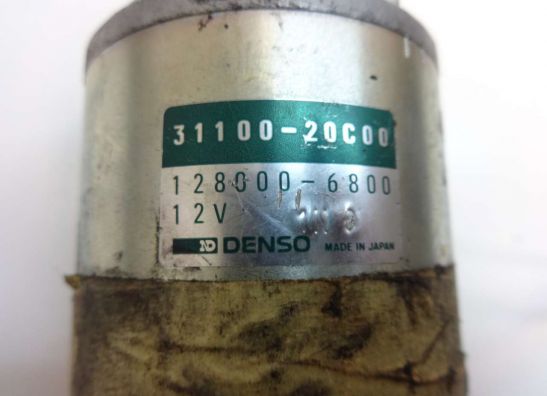 31100-20C00
128000-6800
12V
DENSO MADE IN JAPAN